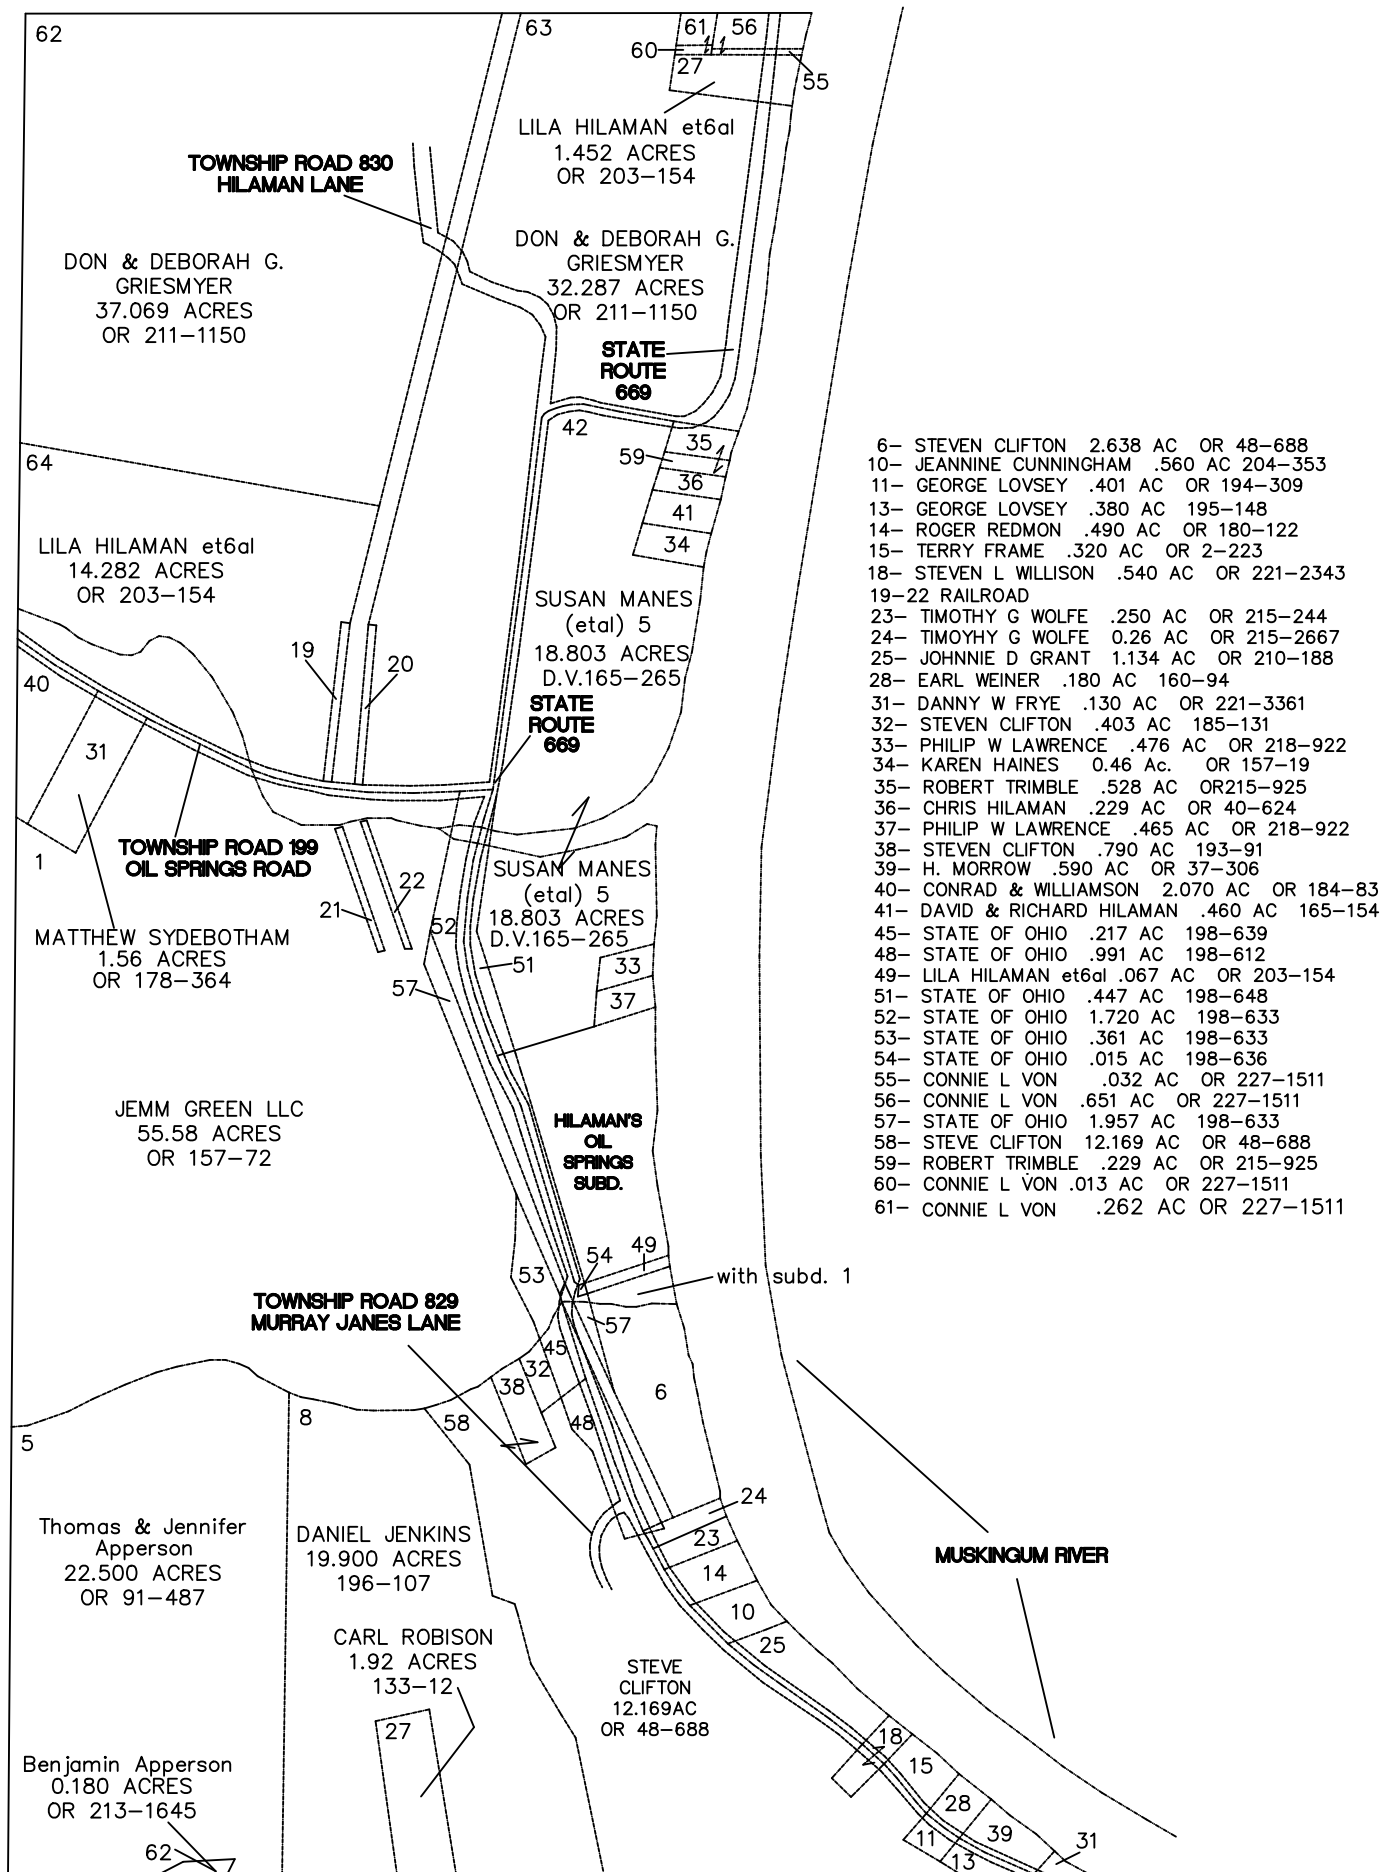 62
63
61
56
60
27
55
LILA HILAMAN et6al
1.452 ACRES
OR 203-154
TOWNSHIP ROAD 830
HILAMAN LANE
DON & DEBORAH G.
GRIESMYER
37.069 ACRES
OR 211-1150
DON & DEBORAH G.
GRIESMYER
32.287 ACRES
OR 211-1150
STATE
ROUTE
669
42
35
59
36
41
34
64
LILA HILAMAN et6al
14.282 ACRES
OR 203-154
SUSAN MANES
(etal) 5
18.803 ACRES
D.V.165-265
19
20
STATE
ROUTE
669
40
31
TOWNSHIP ROAD 199
OIL SPRINGS ROAD
1
21
22
52
SUSAN MANES
(etal) 5
18.803 ACRES
D.V.165-265
51
33
37
57
MATTHEW SYDEBOTHAM
1.56 ACRES
OR 178-364
JEMM GREEN LLC
55.58 ACRES
OR 157-72
HILAMAN'S
OIL
SPRINGS
SUBD.
6- STEVEN CLIFTON 2.638 AC OR 48-688
10- JEANNINE CUNNINGHAM .560 AC 204-353
11- GEORGE LOVSEY .401 AC OR 194-309
13- GEORGE LOVSEY .380 AC 195-148
14- ROGER REDMON .490 AC OR 180-122
15- TERRY FRAME .320 AC OR 2-223
18- STEVEN L WILLISON .540 AC OR 221-2343
19-22 RAILROAD
23- TIMOTHY G WOLFE .250 AC OR 215-244
24- TIMOYHY G WOLFE 0.26 AC OR 215-2667
25- JOHNNIE D GRANT 1.134 AC OR 210-188
28- EARL WEINER .180 AC 160-94
31- DANNY W FRYE .130 AC OR 221-3361
32- STEVEN CLIFTON .403 AC 185-131
33- PHILIP W LAWRENCE .476 AC OR 218-922
34- KAREN HAINES 0.46 Ac. OR 157-19
35- ROBERT TRIMBLE .528 AC OR215-925
36- CHRIS HILAMAN .229 AC OR 40-624
37- PHILIP W LAWRENCE .465 AC OR 218-922
38- STEVEN CLIFTON .790 AC 193-91
39- H. MORROW .590 AC OR 37-306
40- CONRAD & WILLIAMSON 2.070 AC OR 184-83
41- DAVID & RICHARD HILAMAN .460 AC 165-154
45- STATE OF OHIO .217 AC 198-639
48- STATE OF OHIO .991 AC 198-612
49- LILA HILAMAN et6al .067 AC OR 203-154
51- STATE OF OHIO .447 AC 198-648
52- STATE OF OHIO 1.720 AC 198-633
53- STATE OF OHIO .361 AC 198-633
54- STATE OF OHIO .015 AC 198-636
55- CONNIE L VON .032 AC OR 227-1511
56- CONNIE L VON .651 AC OR 227-1511
57- STATE OF OHIO 1.957 AC 198-633
58- STEVE CLIFTON 12.169 AC OR 48-688
59- ROBERT TRIMBLE .229 AC OR 215-925
60- CONNIE L VON .013 AC OR 227-1511
61- CONNIE L VON .262 AC OR 227-1511
54
49
with subd. 1
53
TOWNSHIP ROAD 829
MURRAY JANES LANE
57
45
32
38
6
48
58
8
5
24
23
14
10
25
MUSKINGUM RIVER
Thomas & Jennifer
Apperson
22.500 ACRES
OR 91-487
DANIEL JENKINS
19.900 ACRES
196-107
CARL ROBISON
1.92 ACRES
133-12
27
STEVE
CLIFTON
12.169AC
OR 48-688
Benjamin Apperson
0.180 ACRES
OR 213-1645
62
18
15
28
39
11
13
31